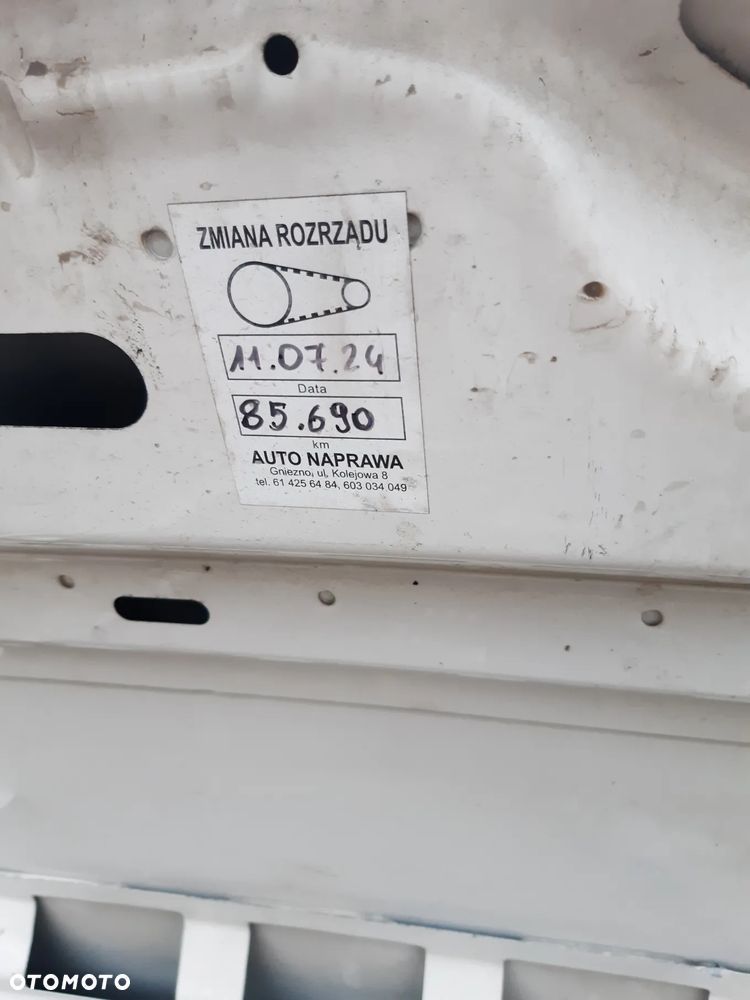 ZMIANA ROZRZĄDU
11.07.24
Data
85.690
km
AUTO NAPRAWA
Gniezno, ul. Kolejowa 8
tel. 61 425 64 84, 603 034 049
OTOMOTO